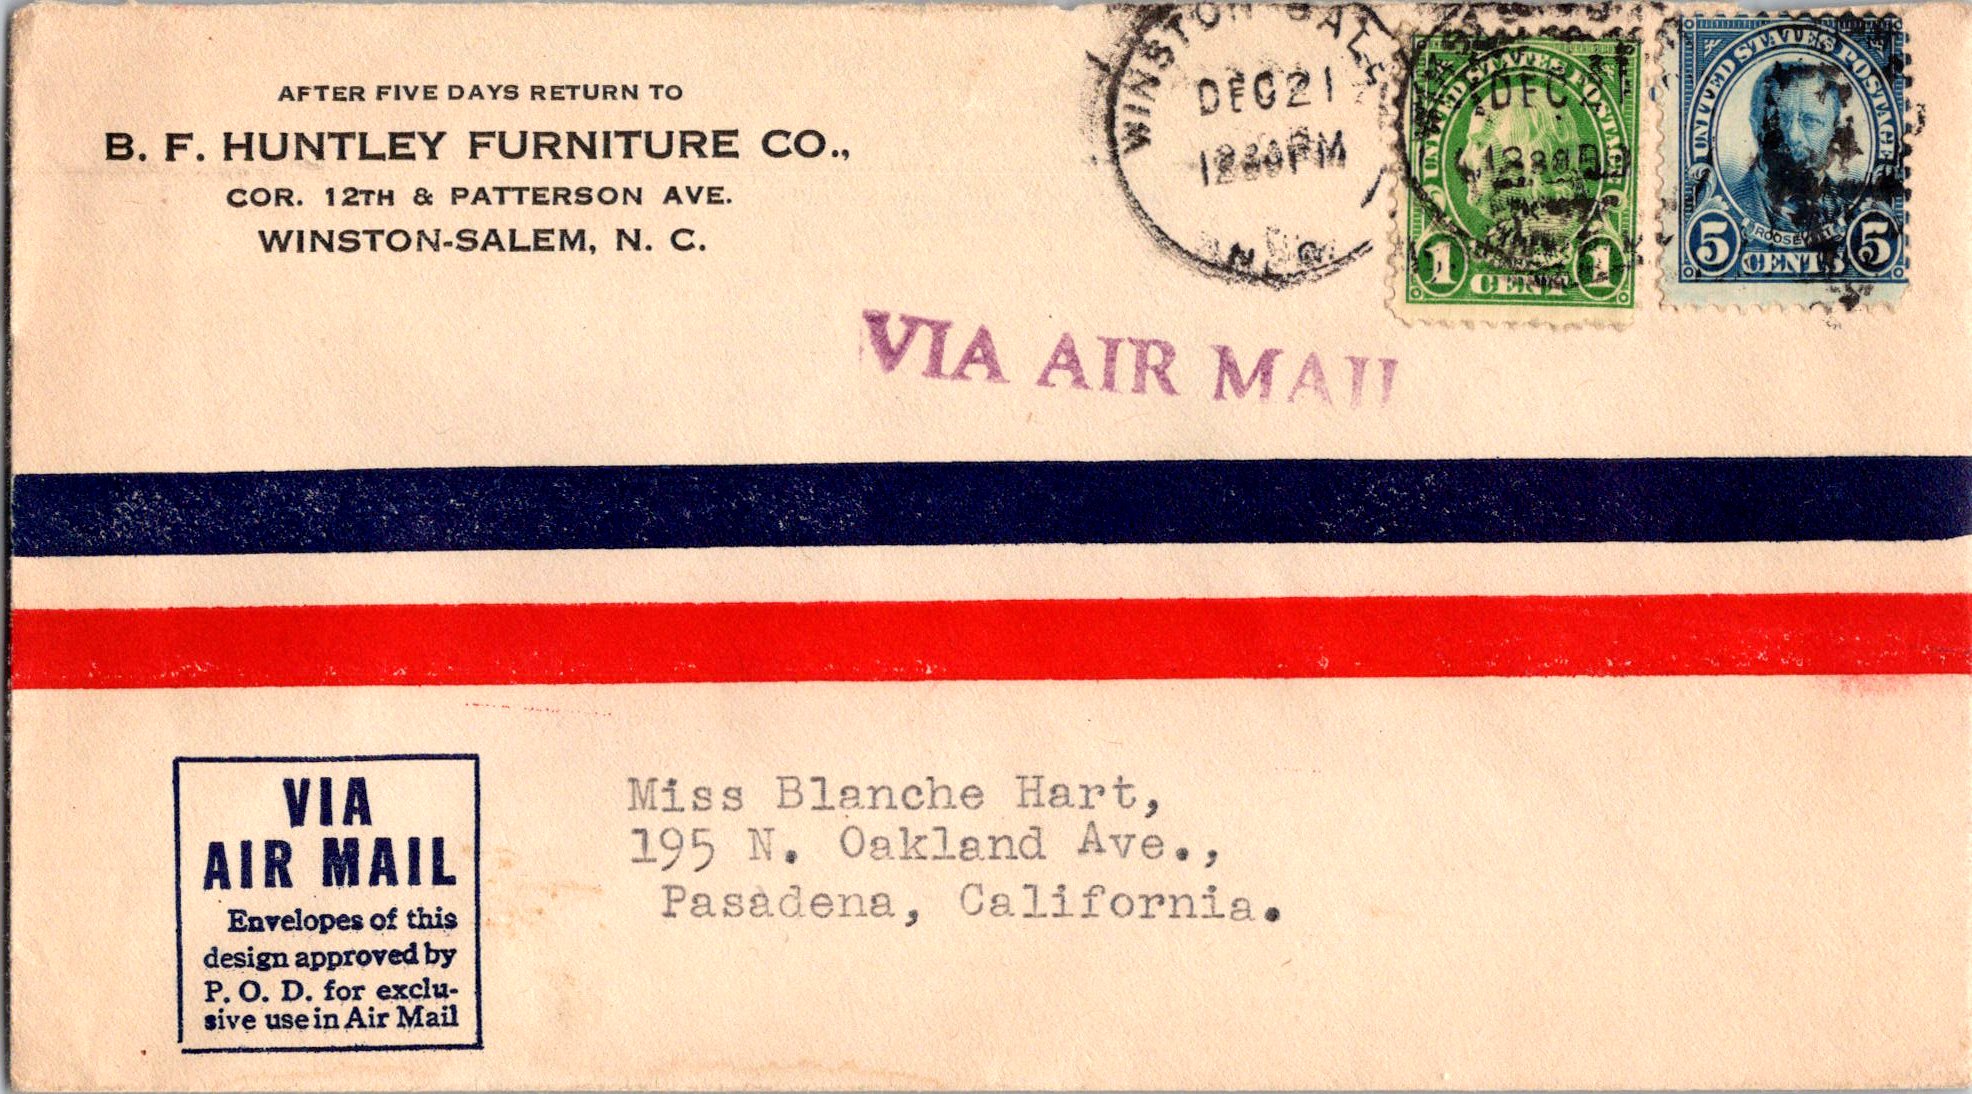 AFTER FIVE DAYS RETURN TO
B. F. HUNTLEY FURNITURE CO.,
COR. 12TH & PATTERSON AVE.
WINSTON-SALEM, N. C.
WINSTON SALEM
DEC 21
PM
N.C.
UNITED STATES POSTAGE
1 CENT 1
DEC
UNITED STATES POSTAGE
ROOSEVELT
5 CENTS 5
VIA AIR MAIL
VIA
AIR MAIL
Envelopes of this
design approved by
P. O. D. for exclu-
sive use in Air Mail
Miss Blanche Hart,
195 N. Oakland Ave.,
Pasadena, California.